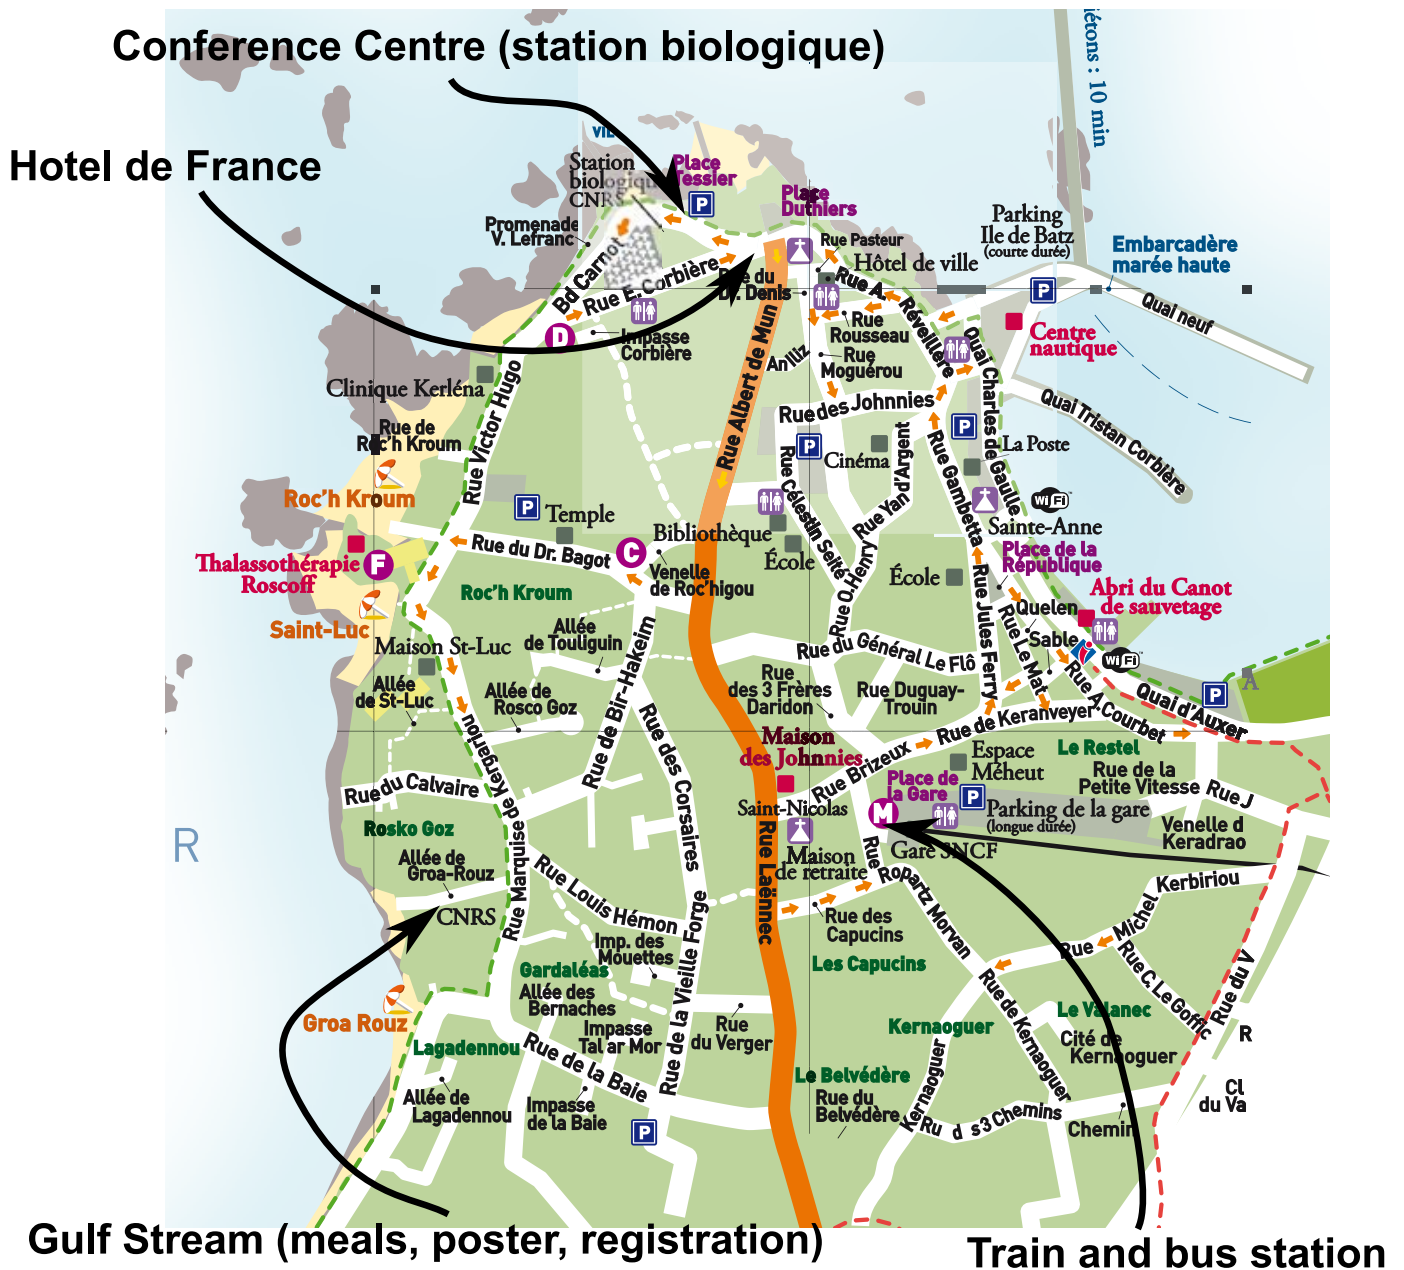 Conference Centre (station biologique)
Hotel de France
iétons : 10 min
Station
biologique
CNRS
Place
Tessier
P
Place
Duthiers
Promenade
V. Lefranc
Rue Pasteur
Hôtel de ville
Parking
Ile de Batz
(courte durée)
Embarcadère
marée haute
Bd Carnot
Rue E. Corbière
Rue du
Dr. Denis
Rue A.
Réveillère
P
Quai neuf
D
Impasse
Corbière
Rue
Rousseau
Rue
Moguérou
Centre
nautique
Clinique Kerléna
Rue Victor Hugo
Rue Albert de Mun
Rue des Johnnies
Quai Charles de Gaulle
Quai Tristan Corbière
Rue de
Roc'h Kroum
P
Cinéma
P
La Poste
Rue Célestin Seité
Rue Yan d'Argent
Rue Gambetta
Roc'h Kroum
P
Temple
Bibliothèque
École
Wi Fi
Sainte-Anne
Place de la
République
Rue du Dr. Bagot
C
Venelle
de Roc'higou
Rue O.Henry
École
Thalassothérapie
Roscoff
F
Roc'h Kroum
Abri du Canot
de sauvetage
Saint-Luc
Quelen
Sable
Wi Fi
Maison St-Luc
Allée
de Touliguin
Rue de Bir-Hakeim
Rue du Général Le Flô
Rue Jules Ferry
Rue Le Mat
Rue A.Courbet
A
Allée
de St-Luc
Allée de
Rosco Goz
Rue
des 3 Frères
Daridon
Rue Duguay-
Trouin
Quai d'Auxer
P
Rue Marquise de Kergariou
Rue des Corsaires
Maison
des Johnnies
Rue Brizeux
Rue de Keranveyer
Espace
Méheut
Le Restel
Rue de la
Petite Vitesse
Rue J
Rue du Calvaire
Saint-Nicolas
Place de
la Gare
P
M
Parking de la gare
(longue durée)
Venelle d
Keradrao
R
Rosko Goz
Allée de
Groa-Rouz
CNRS
Rue Laënnec
Maison
de retraite
Gare SNCF
Rue Ropartz Morvan
Rue Michel Kerbiriou
Rue Louis Hémon
Imp. des
Mouettes
Rue des
Capucins
Les Capucins
Rue C. Le Goffic
Rue du V
Gardaléas
Allée des
Bernaches
Groa Rouz
Impasse
Tal ar Mor
Rue de la Vieille Forge
Rue
du Verger
Kernaoguer
Rue de Kernaoguer
Le Valanec
Cité de
Kernaoguer
R
Lagadennou
Rue de la Baie
Le Belvédère
Rue du
Belvédère
Kernaoguer
Allée de
Lagadennou
Impasse
de la Baie
P
Ru d s3 Chemins
Chemin
Cl
du Va
Gulf Stream (meals, poster, registration)
Train and bus station